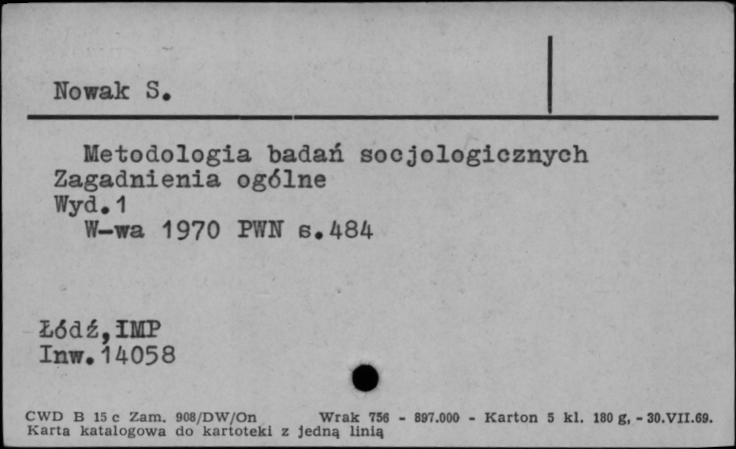 Nowak S.
Metodologia badań socjologicznych
Zagadnienia ogólne
Wyd.1
W-wa 1970 PWN s.484
Łódź,IMP
Inw.14058
CWD B 15 c Zam. 908/DW/On Wrak 756 - 897.000 - Karton 5 kl. 180 g, - 30.VII.69.
Karta katalogowa do kartoteki z jedną linią